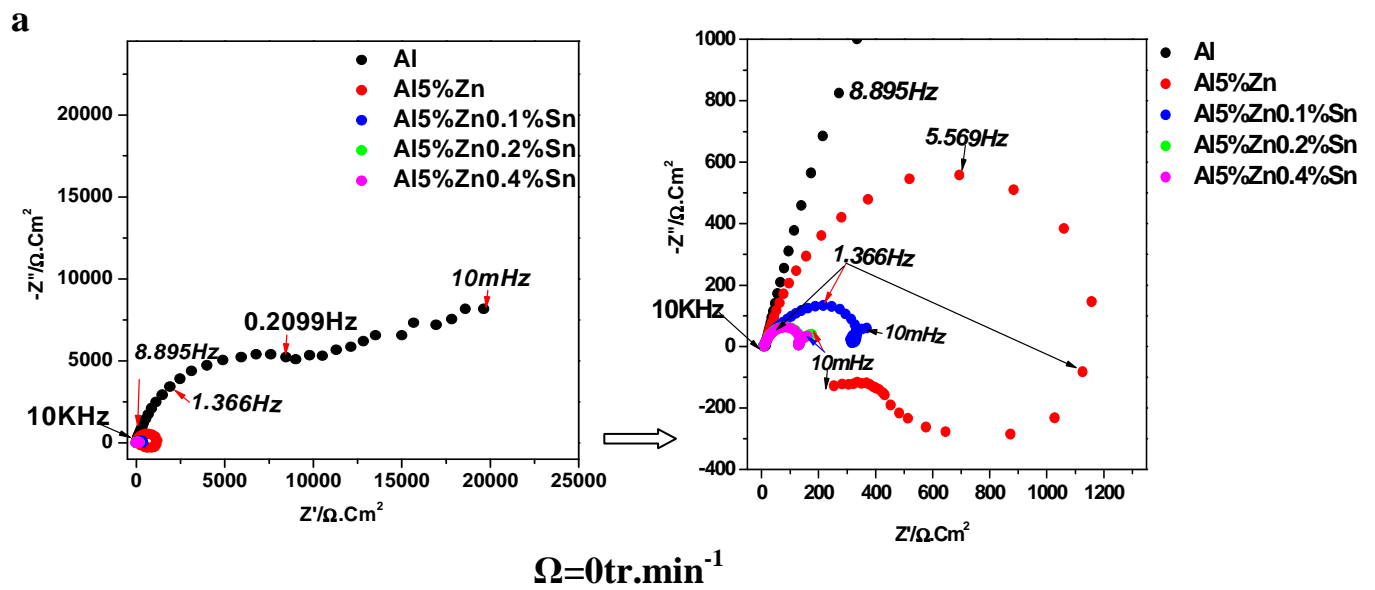 a
Al
Al5%Zn
Al5%Zn0.1%Sn
Al5%Zn0.2%Sn
Al5%Zn0.4%Sn
20000
15000
10000
5000
0
-Z"/Ω.Cm²
10mHz
0.2099Hz
8.895Hz
1.366Hz
10KHz
0 5000 10000 15000 20000 25000
Z'/Ω.Cm²
1000
800
600
400
200
0
-200
-400
-Z"/Ω.Cm²
8.895Hz
5.569Hz
1.366Hz
10KHz
10mHz
10mHz
Al
Al5%Zn
Al5%Zn0.1%Sn
Al5%Zn0.2%Sn
Al5%Zn0.4%Sn
0 200 400 600 800 1000 1200
Z'/Ω.Cm²
Ω=0tr.min⁻¹